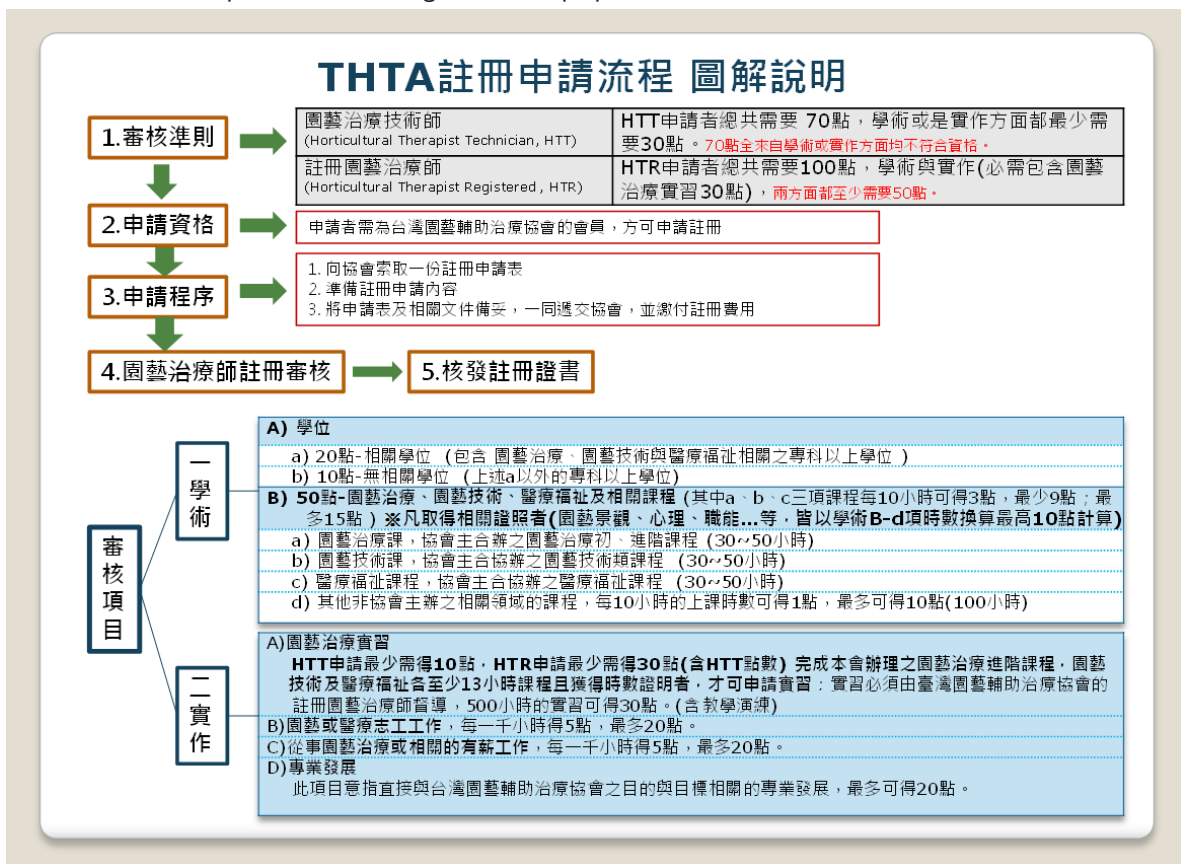 THTA註冊申請流程 圖解說明
1.審核準則
園藝治療技術師
(Horticultural Therapist Technician, HTT)
HTT申請者總共需要 70點，學術或是實作方面都最少需
要30點。70點全來自學術或實作方面均不符合資格。
註冊園藝治療師
(Horticultural Therapist Registered , HTR)
HTR申請者總共需要100點，學術與實作(必需包含園藝
治療實習30點)，兩方面都至少需要50點。
2.申請資格
申請者需為台灣園藝輔助治療協會的會員，方可申請註冊
3.申請程序
1. 向協會索取一份註冊申請表
2. 準備註冊申請內容
3. 將申請表及相關文件備妥，一同遞交協會，並繳付註冊費用
4.園藝治療師註冊審核
5.核發註冊證書
審核項目
一學術
A) 學位
a) 20點-相關學位 (包含 園藝治療、園藝技術與醫療福祉相關之專科以上學位 )
b) 10點-無相關學位 (上述a以外的專科以上學位)
B) 50點-園藝治療、園藝技術、醫療福祉及相關課程 (其中a、b、c三項課程每10小時可得3點，最少9點；最
多15點 ) ※凡取得相關證照者(園藝景觀、心理、職能...等，皆以學術B-d項時數換算最高10點計算)
a) 園藝治療課，協會主合辦之園藝治療初、進階課程 (30~50小時)
b) 園藝技術課，協會主合協辦之園藝技術類課程 (30~50小時)
c) 醫療福祉課程，協會主合協辦之醫療福祉課程 (30~50小時)
d) 其他非協會主辦之相關領域的課程，每10小時的上課時數可得1點，最多可得10點(100小時)
二實作
A)園藝治療實習
HTT申請最少需得10點，HTR申請最少需得30點(含HTT點數) 完成本會辦理之園藝治療進階課程，園藝
技術及醫療福祉各至少13小時課程且獲得時數證明者，才可申請實習；實習必須由臺灣園藝輔助治療協會的
註冊園藝治療師督導，500小時的實習可得30點。(含教學演練)
B)園藝或醫療志工工作，每一千小時得5點，最多20點。
C)從事園藝治療或相關的有薪工作，每一千小時得5點，最多20點。
D)專業發展
此項目意指直接與台灣園藝輔助治療協會之目的與目標相關的專業發展，最多可得20點。